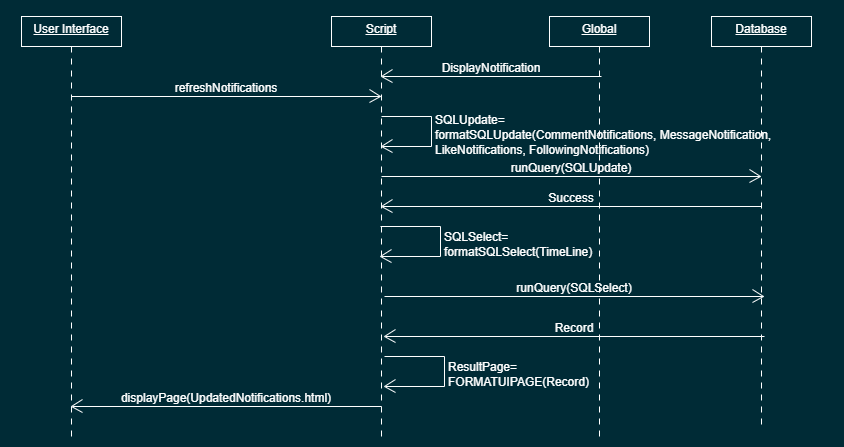 User Interface
Script
Global
Database
DisplayNotification
refreshNotifications
SQLUpdate=
formatSQLUpdate(CommentNotifications, MessageNotification,
LikeNotifications, FollowingNotifications)
runQuery(SQLUpdate)
Success
SQLSelect=
formatSQLSelect(TimeLine)
runQuery(SQLSelect)
Record
ResultPage=
FORMATUIPAGE(Record)
displayPage(UpdatedNotifications.html)